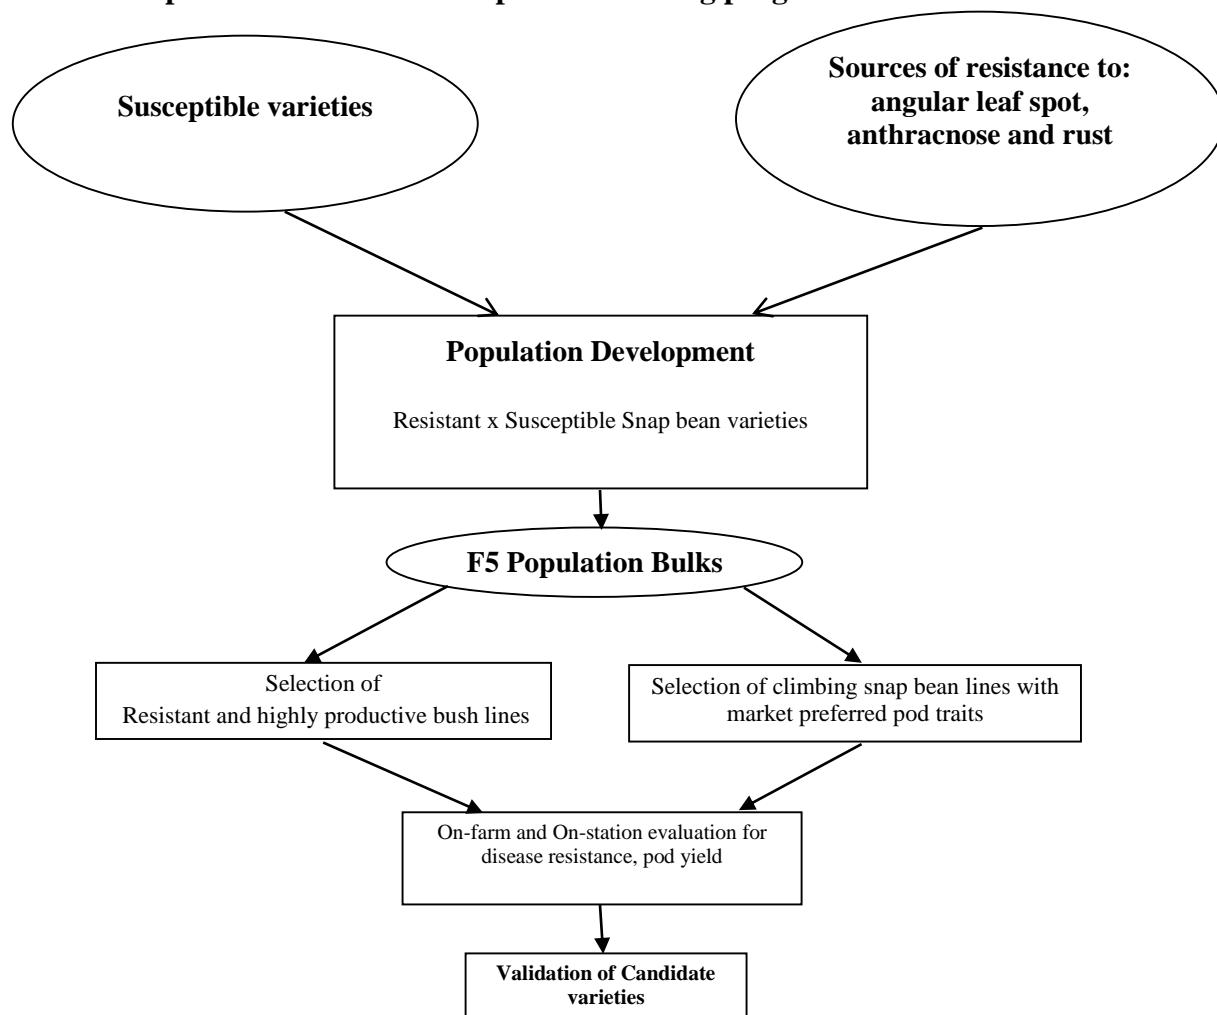 Susceptible varieties
Sources of resistance to:
angular leaf spot,
anthracnose and rust
Population Development
Resistant x Susceptible Snap bean varieties
F5 Population Bulks
Selection of
Resistant and highly productive bush lines
Selection of climbing snap bean lines with
market preferred pod traits
On-farm and On-station evaluation for
disease resistance, pod yield
Validation of Candidate
varieties